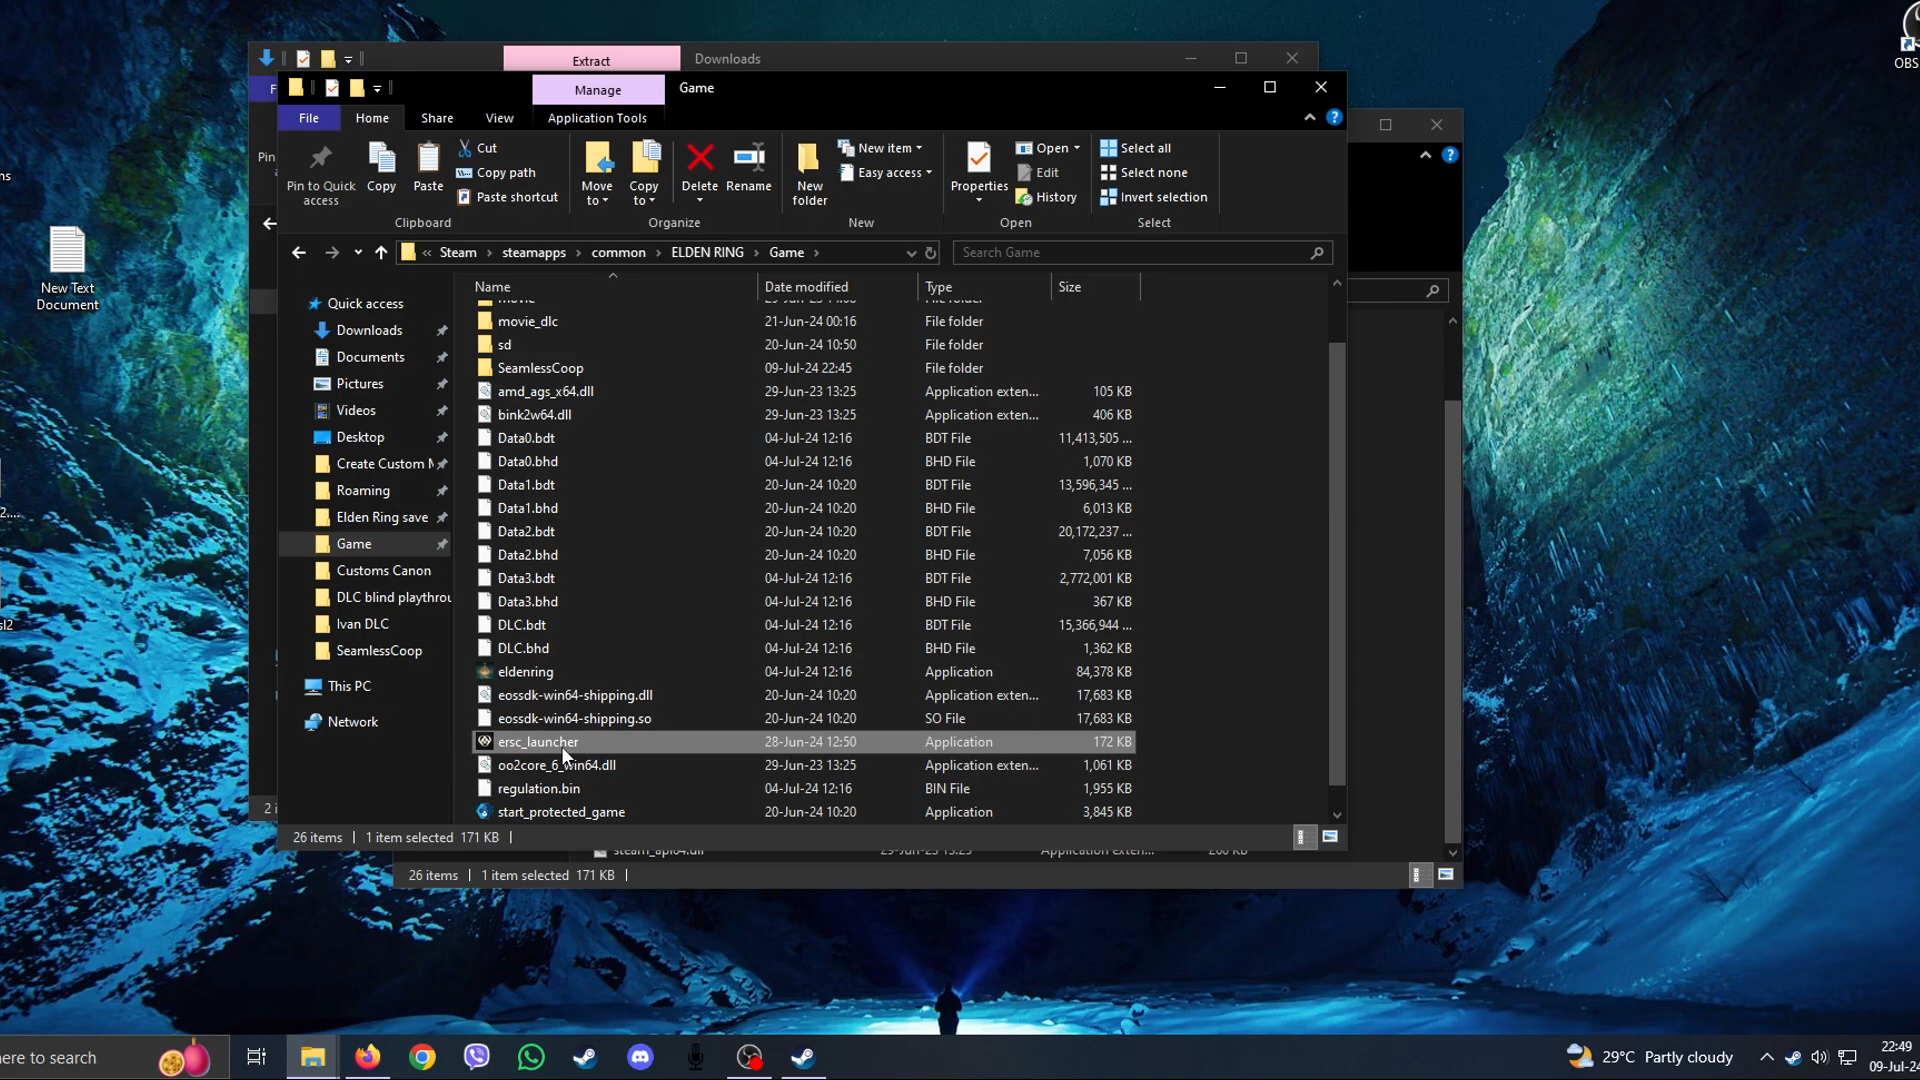 Extract
Downloads
Manage
Game
File
Home
Share
View
Application Tools
Pin to Quick access
Copy
Paste
Cut
Copy path
Paste shortcut
Clipboard
Move to
Copy to
Delete
Rename
Organize
New folder
New item
Easy access
New
Properties
Open
Edit
History
Open
Select all
Select none
Invert selection
Select
« Steam > steamapps > common > ELDEN RING > Game >
Search Game
Name Date modified Type Size
movie_dlc 21-Jun-24 00:16 File folder
sd 20-Jun-24 10:50 File folder
SeamlessCoop 09-Jul-24 22:45 File folder
amd_ags_x64.dll 29-Jun-23 13:25 Application exten... 105 KB
bink2w64.dll 29-Jun-23 13:25 Application exten... 406 KB
Data0.bdt 04-Jul-24 12:16 BDT File 11,413,505 ...
Data0.bhd 04-Jul-24 12:16 BHD File 1,070 KB
Data1.bdt 20-Jun-24 10:20 BDT File 13,596,345 ...
Data1.bhd 20-Jun-24 10:20 BHD File 6,013 KB
Data2.bdt 20-Jun-24 10:20 BDT File 20,172,237 ...
Data2.bhd 20-Jun-24 10:20 BHD File 7,056 KB
Data3.bdt 04-Jul-24 12:16 BDT File 2,772,001 KB
Data3.bhd 04-Jul-24 12:16 BHD File 367 KB
DLC.bdt 04-Jul-24 12:16 BDT File 15,366,944 ...
DLC.bhd 04-Jul-24 12:16 BHD File 1,362 KB
eldenring 04-Jul-24 12:16 Application 84,378 KB
eossdk-win64-shipping.dll 20-Jun-24 10:20 Application exten... 17,683 KB
eossdk-win64-shipping.so 20-Jun-24 10:20 SO File 17,683 KB
ersc_launcher 28-Jun-24 12:50 Application 172 KB
oo2core_6_win64.dll 29-Jun-23 13:25 Application exten... 1,061 KB
regulation.bin 04-Jul-24 12:16 BIN File 1,955 KB
start_protected_game 20-Jun-24 10:20 Application 3,845 KB
Quick access
Downloads
Documents
Pictures
Videos
Desktop
Create Custom M
Roaming
Elden Ring save
Game
Customs Canon
DLC blind playthrou
Ivan DLC
SeamlessCoop
This PC
Network
26 items | 1 item selected 171 KB |
26 items | 1 item selected 171 KB |
New Text Document
OBS
ere to search
29°C Partly cloudy
22:49
09-Jul-24